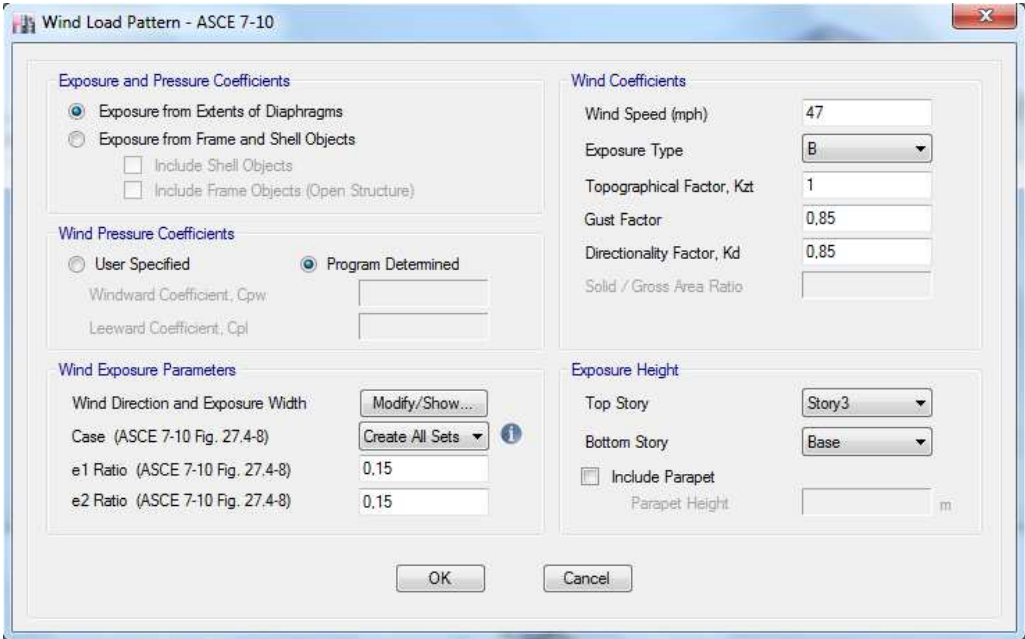 Wind Load Pattern - ASCE 7-10
Exposure and Pressure Coefficients
Exposure from Extents of Diaphragms
Exposure from Frame and Shell Objects
Include Shell Objects
Include Frame Objects (Open Structure)
Wind Pressure Coefficients
User Specified Program Determined
Windward Coefficient, Cpw
Leeward Coefficient, Cpl
Wind Exposure Parameters
Wind Direction and Exposure Width Modify/Show...
Case (ASCE 7-10 Fig. 27.4-8) Create All Sets
e1 Ratio (ASCE 7-10 Fig. 27.4-8) 0,15
e2 Ratio (ASCE 7-10 Fig. 27.4-8) 0,15
Wind Coefficients
Wind Speed (mph) 47
Exposure Type B
Topographical Factor, Kzt 1
Gust Factor 0,85
Directionality Factor, Kd 0,85
Solid / Gross Area Ratio
Exposure Height
Top Story Story3
Bottom Story Base
Include Parapet
Parapet Height m
OK Cancel